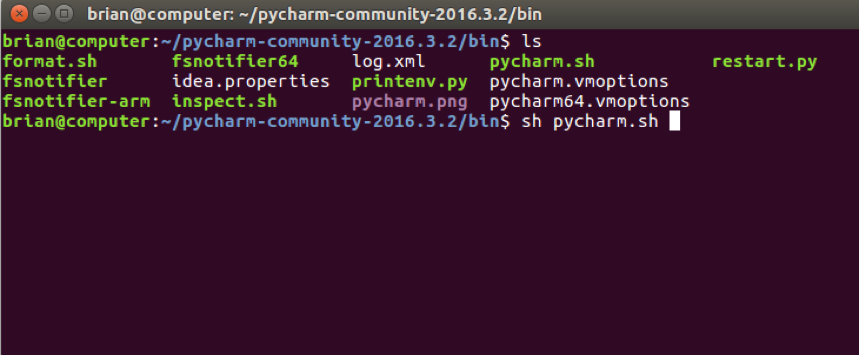 brian@computer: ~/pycharm-community-2016.3.2/bin
brian@computer:~/pycharm-community-2016.3.2/bin$ ls
format.sh fsnotifier64 log.xml pycharm.sh restart.py
fsnotifier idea.properties printenv.py pycharm.vmoptions
fsnotifier-arm inspect.sh pycharm.png pycharm64.vmoptions
brian@computer:~/pycharm-community-2016.3.2/bin$ sh pycharm.sh